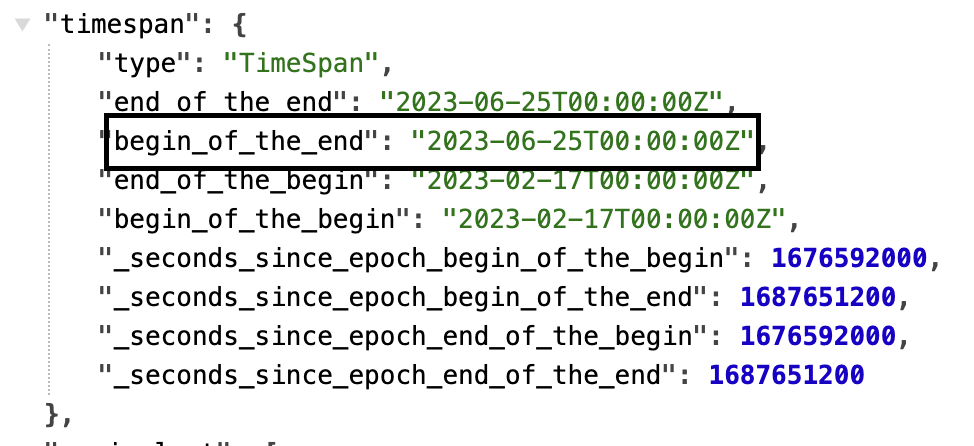 "timespan": {
"type": "TimeSpan",
"end_of_the_end": "2023-06-25T00:00:00Z",
"begin_of_the_end": "2023-06-25T00:00:00Z",
"end_of_the_begin": "2023-02-17T00:00:00Z",
"begin_of_the_begin": "2023-02-17T00:00:00Z",
"_seconds_since_epoch_begin_of_the_begin": 1676592000,
"_seconds_since_epoch_begin_of_the_end": 1687651200,
"_seconds_since_epoch_end_of_the_begin": 1676592000,
"_seconds_since_epoch_end_of_the_end": 1687651200
},